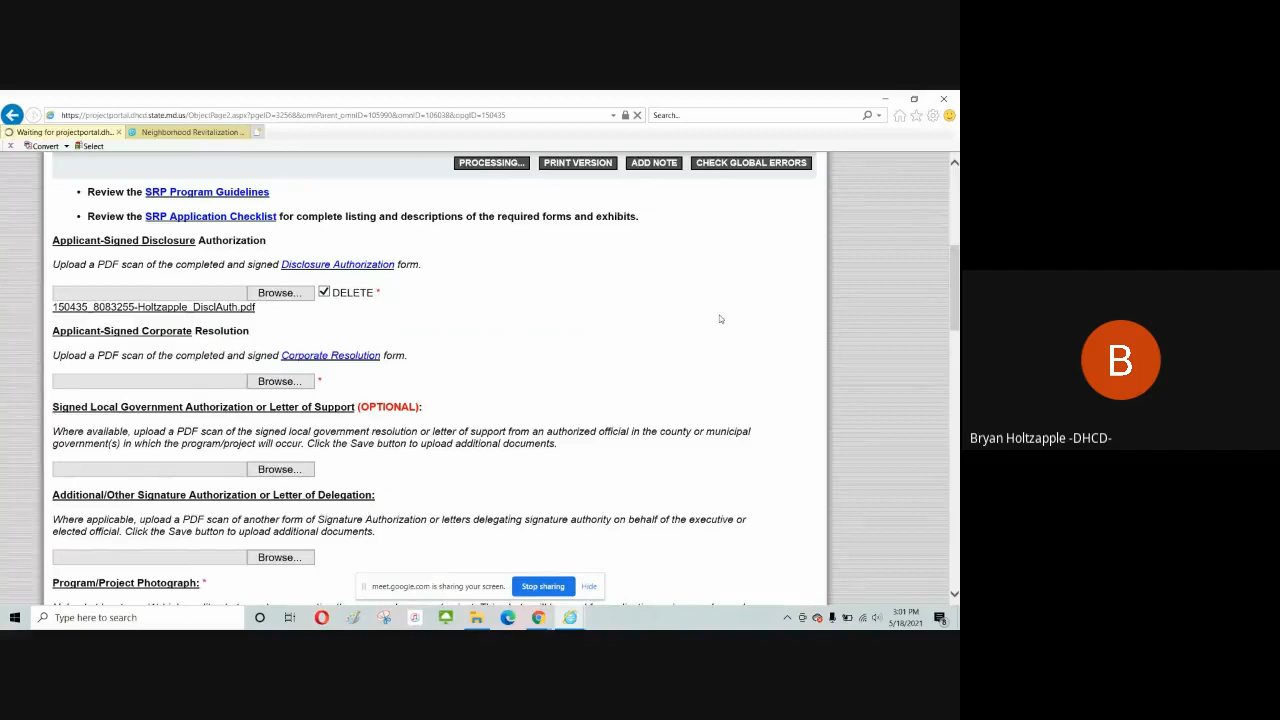 https://projectportal.dhcd.state.md.us/ObjectPage2.aspx?pgeID=32568&omnParent_omnID=105990&omnID=106038&opgID=150435
Search...
Waiting for projectportal.dh...
Neighborhood Revitalization ...
Convert
Select
PROCESSING... PRINT VERSION ADD NOTE CHECK GLOBAL ERRORS
• Review the SRP Program Guidelines
• Review the SRP Application Checklist for complete listing and descriptions of the required forms and exhibits.
Applicant-Signed Disclosure Authorization
Upload a PDF scan of the completed and signed Disclosure Authorization form.
Browse... DELETE *
150435_8083255-Holtzapple_DisclAuth.pdf
Applicant-Signed Corporate Resolution
Upload a PDF scan of the completed and signed Corporate Resolution form.
Browse... *
Signed Local Government Authorization or Letter of Support (OPTIONAL):
Where available, upload a PDF scan of the signed local government resolution or letter of support from an authorized official in the county or municipal
government(s) in which the program/project will occur. Click the Save button to upload additional documents.
Browse...
Additional/Other Signature Authorization or Letter of Delegation:
Where applicable, upload a PDF scan of another form of Signature Authorization or letters delegating signature authority on behalf of the executive or
elected official. Click the Save button to upload additional documents.
Browse...
Program/Project Photograph: *
meet.google.com is sharing your screen. Stop sharing Hide
Type here to search
3:01 PM
5/18/2021
8
B
Bryan Holtzapple -DHCD-